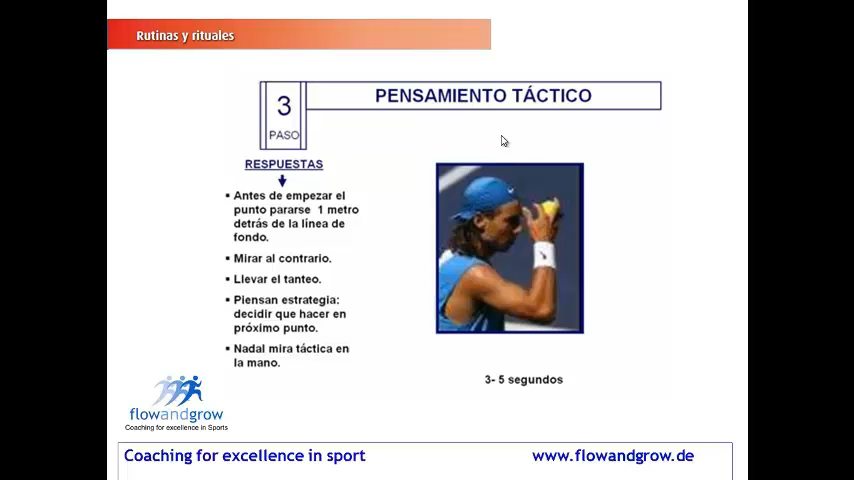 Rutinas y rituales
3
PASO
PENSAMIENTO TÁCTICO
RESPUESTAS
▪ Antes de empezar el
punto pararse 1 metro
detrás de la línea de
fondo.
▪ Mirar al contrario.
▪ Llevar el tanteo.
▪ Piensan estrategia:
decidir que hacer en
próximo punto.
▪ Nadal mira táctica en
la mano.
3- 5 segundos
flowandgrow
Coaching for excellence in Sports
Coaching for excellence in sport
www.flowandgrow.de